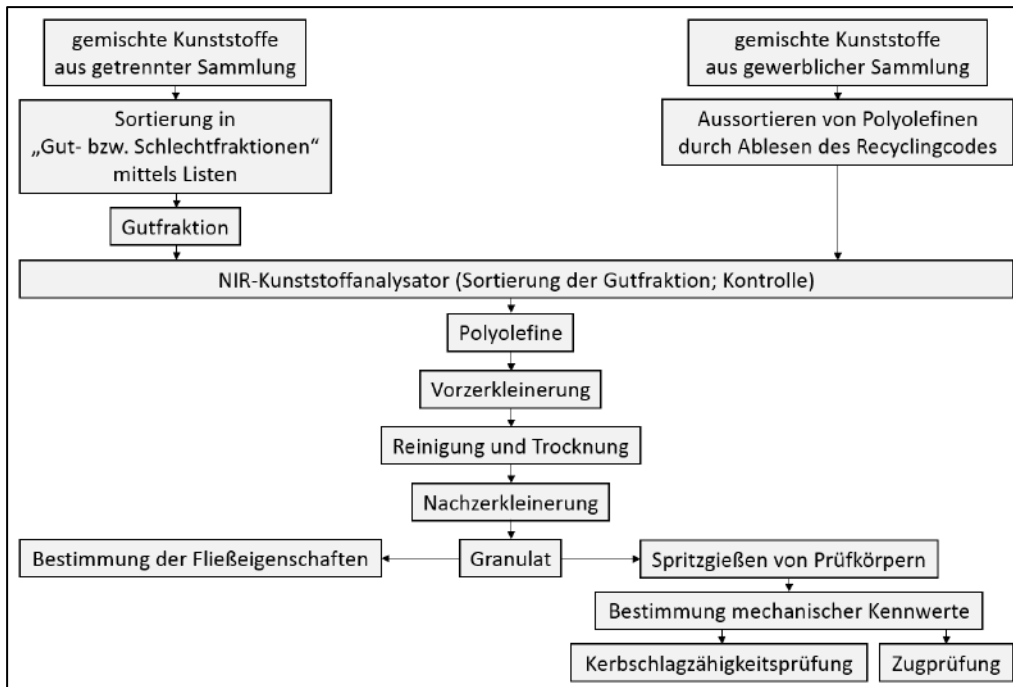 gemischte Kunststoffe
aus getrennter Sammlung
gemischte Kunststoffe
aus gewerblicher Sammlung
Sortierung in
„Gut- bzw. Schlechtfraktionen“
mittels Listen
Aussortieren von Polyolefinen
durch Ablesen des Recyclingcodes
Gutfraktion
NIR-Kunststoffanalysator (Sortierung der Gutfraktion; Kontrolle)
Polyolefine
Vorzerkleinerung
Reinigung und Trocknung
Nachzerkleinerung
Bestimmung der Fließeigenschaften
Granulat
Spritzgießen von Prüfkörpern
Bestimmung mechanischer Kennwerte
Kerbschlagzähigkeitsprüfung
Zugprüfung